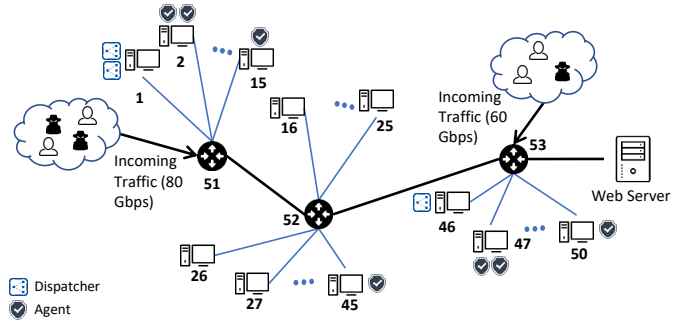 2
15
1
16
25
Incoming
Traffic (60
Gbps)
53
Incoming
Traffic (80
Gbps)
51
Web Server
52
46
47
50
26
27
45
Dispatcher
Agent